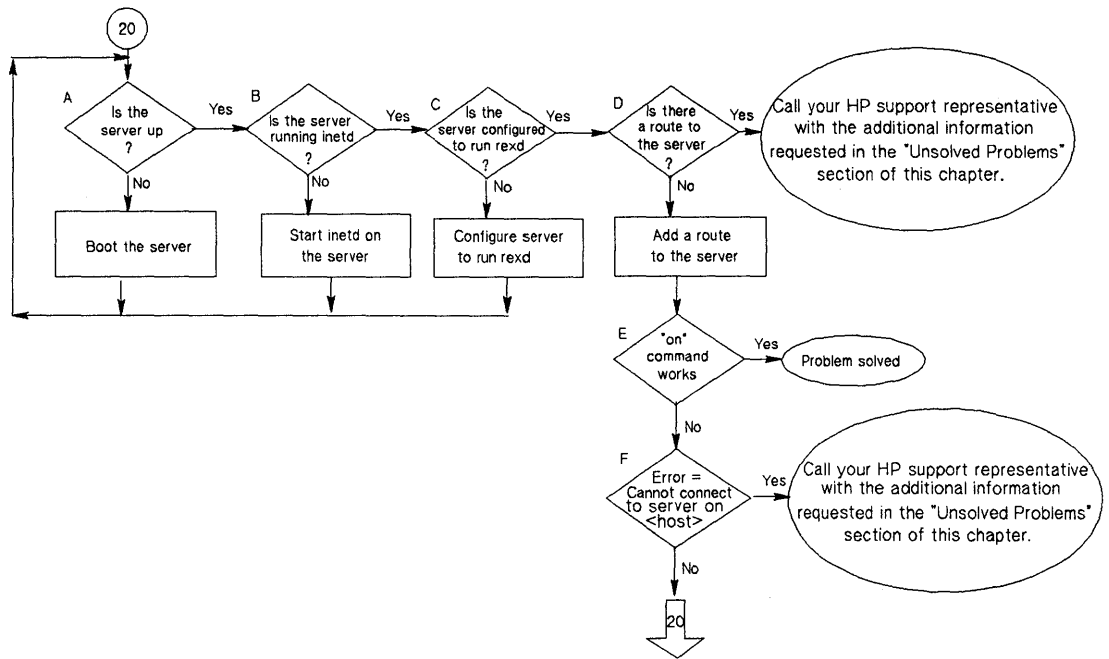 20
A
Is the
server up
?
Yes
No
Boot the server
B
Is the server
running inetd
?
Yes
No
Start inetd on
the server
C
Is the
server configured
to run rexd
?
Yes
No
Configure server
to run rexd
D
Is there
a route to
the server
?
Yes
No
Call your HP support representative
with the additional information
requested in the "Unsolved Problems"
section of this chapter.
Add a route
to the server
E
"on"
command
works
Yes
Problem solved
No
F
Error =
Cannot connect
to server on
<host>
Yes
Call your HP support representative
with the additional information
requested in the "Unsolved Problems"
section of this chapter.
No
20